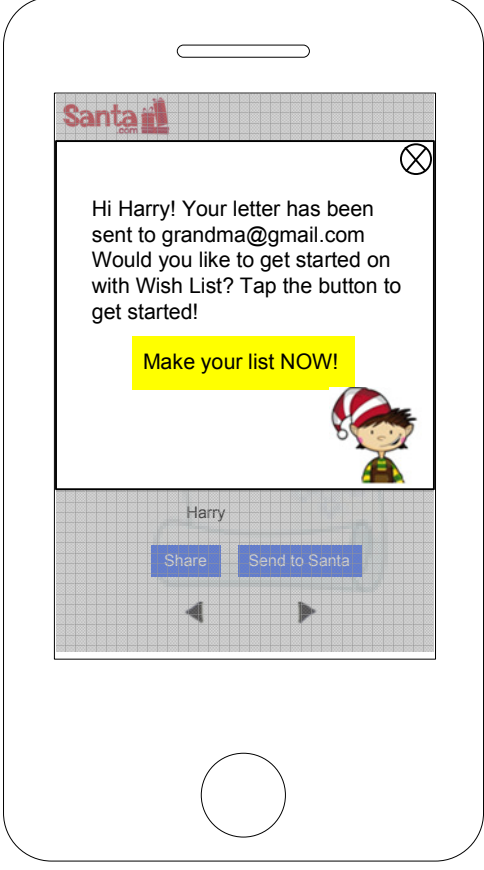 Santa
.com
Hi Harry! Your letter has been
sent to grandma@gmail.com
Would you like to get started on
with Wish List? Tap the button to
get started!
Make your list NOW!
Harry
Share Send to Santa